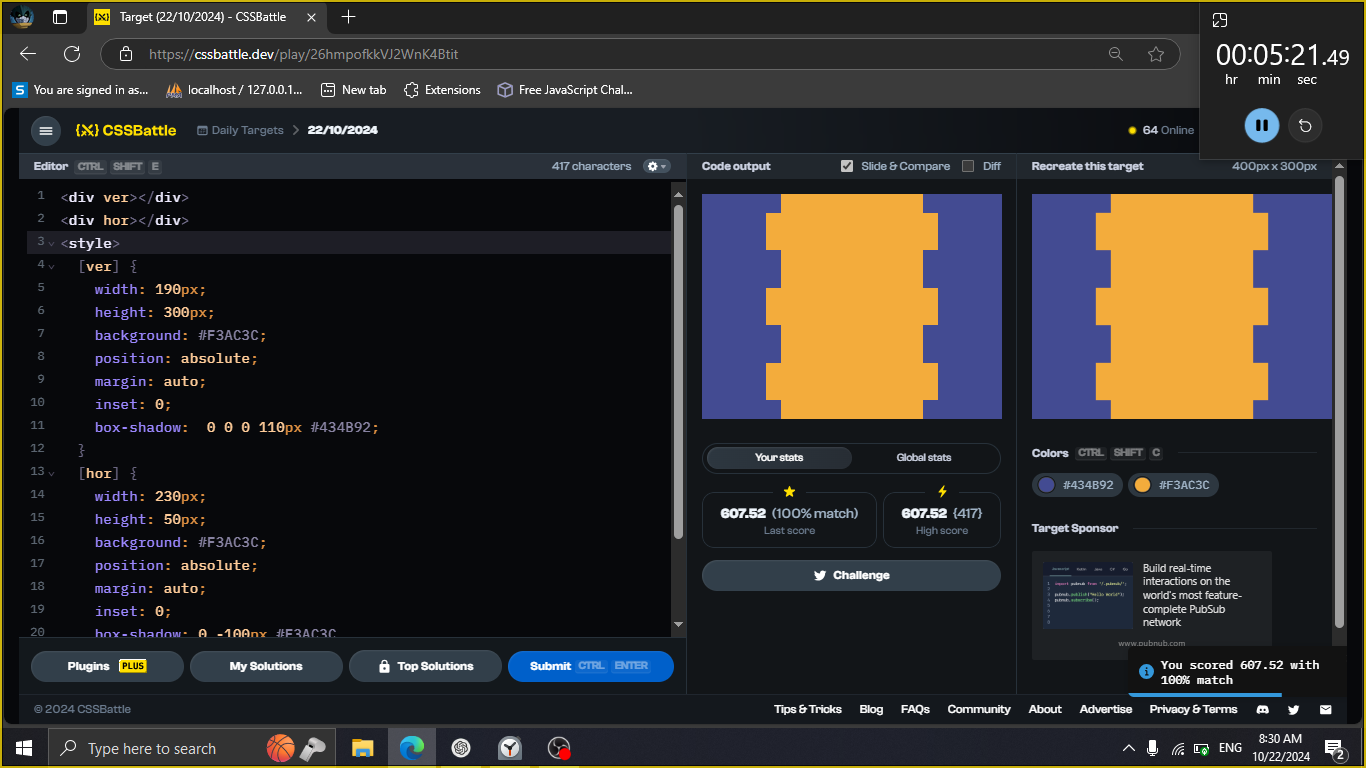 Target (22/10/2024) - CSSBattle
00:05:21.49
hr min sec
https://cssbattle.dev/play/26hmpofkkVJ2WnK4Btit
S You are signed in as...
localhost / 127.0.0.1...
New tab
Extensions
Free JavaScript Chal...
{X} CSSBattle
Daily Targets > 22/10/2024
64 Online
Editor CTRL SHIFT E
417 characters
Code output
Slide & Compare
Diff
Recreate this target
400px x 300px
1 <div ver></div>
2 <div hor></div>
3 <style>
4 [ver] {
5 width: 190px;
6 height: 300px;
7 background: #F3AC3C;
8 position: absolute;
9 margin: auto;
10 inset: 0;
11 box-shadow:  0 0 0 110px #434B92;
12 }
13 [hor] {
14 width: 230px;
15 height: 50px;
16 background: #F3AC3C;
17 position: absolute;
18 margin: auto;
19 inset: 0;
20 box-shadow: 0 -100px #F3AC3C
Your stats
Global stats
607.52 (100% match)
Last score
607.52 {417}
High score
Challenge
Colors CTRL SHIFT C
#434B92
#F3AC3C
Target Sponsor
Build real-time
interactions on the
world's most feature-
complete PubSub
network
www.pubnub.com
You scored 607.52 with
100% match
Plugins PLUS
My Solutions
Top Solutions
Submit CTRL ENTER
© 2024 CSSBattle
Tips & Tricks
Blog
FAQs
Community
About
Advertise
Privacy & Terms
Type here to search
ENG
8:30 AM
10/22/2024
2